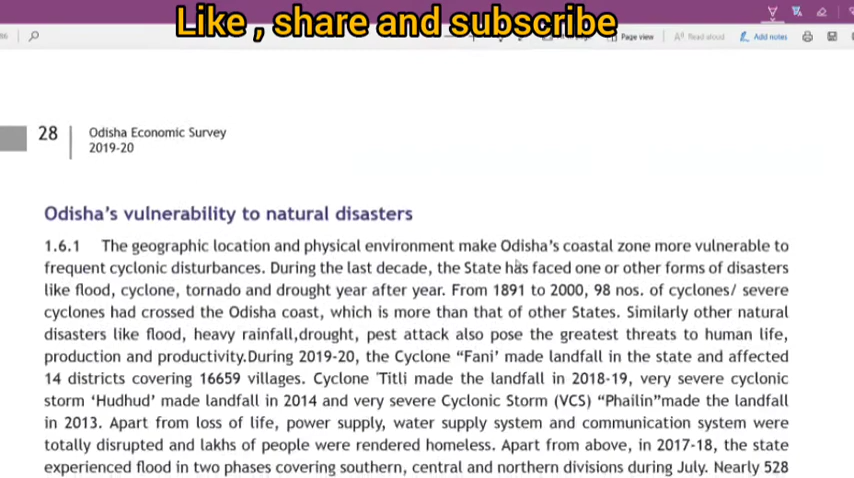 Like , share and subscribe
Page view
Read aloud
Add notes
28
Odisha Economic Survey
2019-20
Odisha's vulnerability to natural disasters
1.6.1 The geographic location and physical environment make Odisha's coastal zone more vulnerable to
frequent cyclonic disturbances. During the last decade, the State has faced one or other forms of disasters
like flood, cyclone, tornado and drought year after year. From 1891 to 2000, 98 nos. of cyclones/ severe
cyclones had crossed the Odisha coast, which is more than that of other States. Similarly other natural
disasters like flood, heavy rainfall,drought, pest attack also pose the greatest threats to human life,
production and productivity.During 2019-20, the Cyclone “Fani’ made landfall in the state and affected
14 districts covering 16659 villages. Cyclone Titli made the landfall in 2018-19, very severe cyclonic
storm ‘Hudhud’ made landfall in 2014 and very severe Cyclonic Storm (VCS) “Phailin”made the landfall
in 2013. Apart from loss of life, power supply, water supply system and communication system were
totally disrupted and lakhs of people were rendered homeless. Apart from above, in 2017-18, the state
experienced flood in two phases covering southern, central and northern divisions during July. Nearly 528